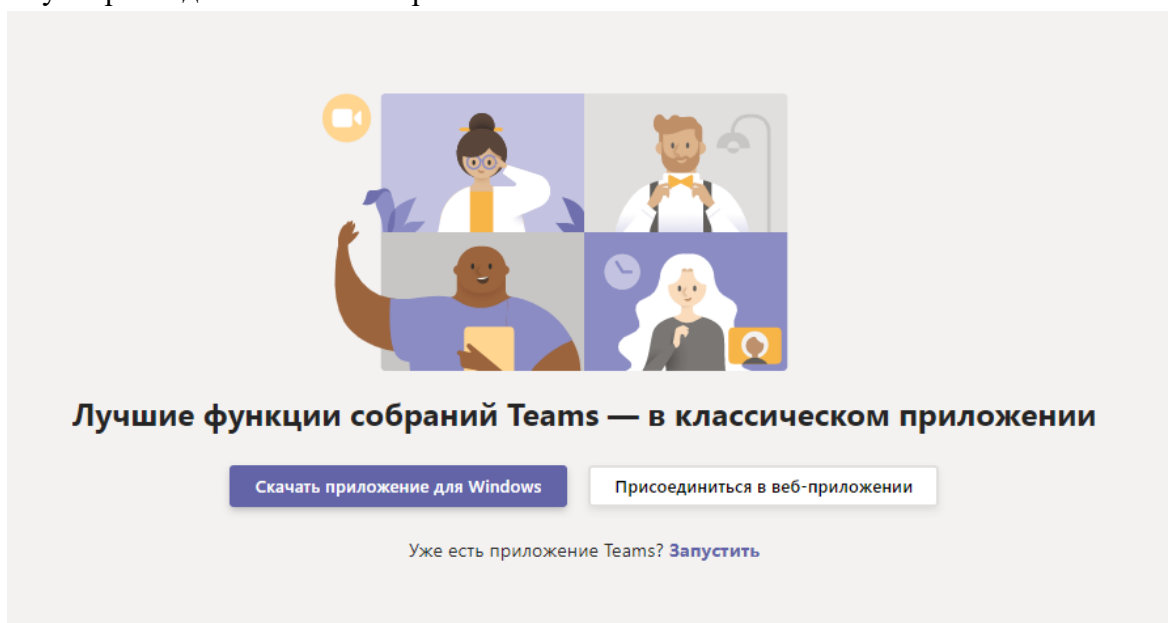 Лучшие функции собраний Teams — в классическом приложении
Скачать приложение для Windows
Присоединиться в веб-приложении
Уже есть приложение Teams? Запустить